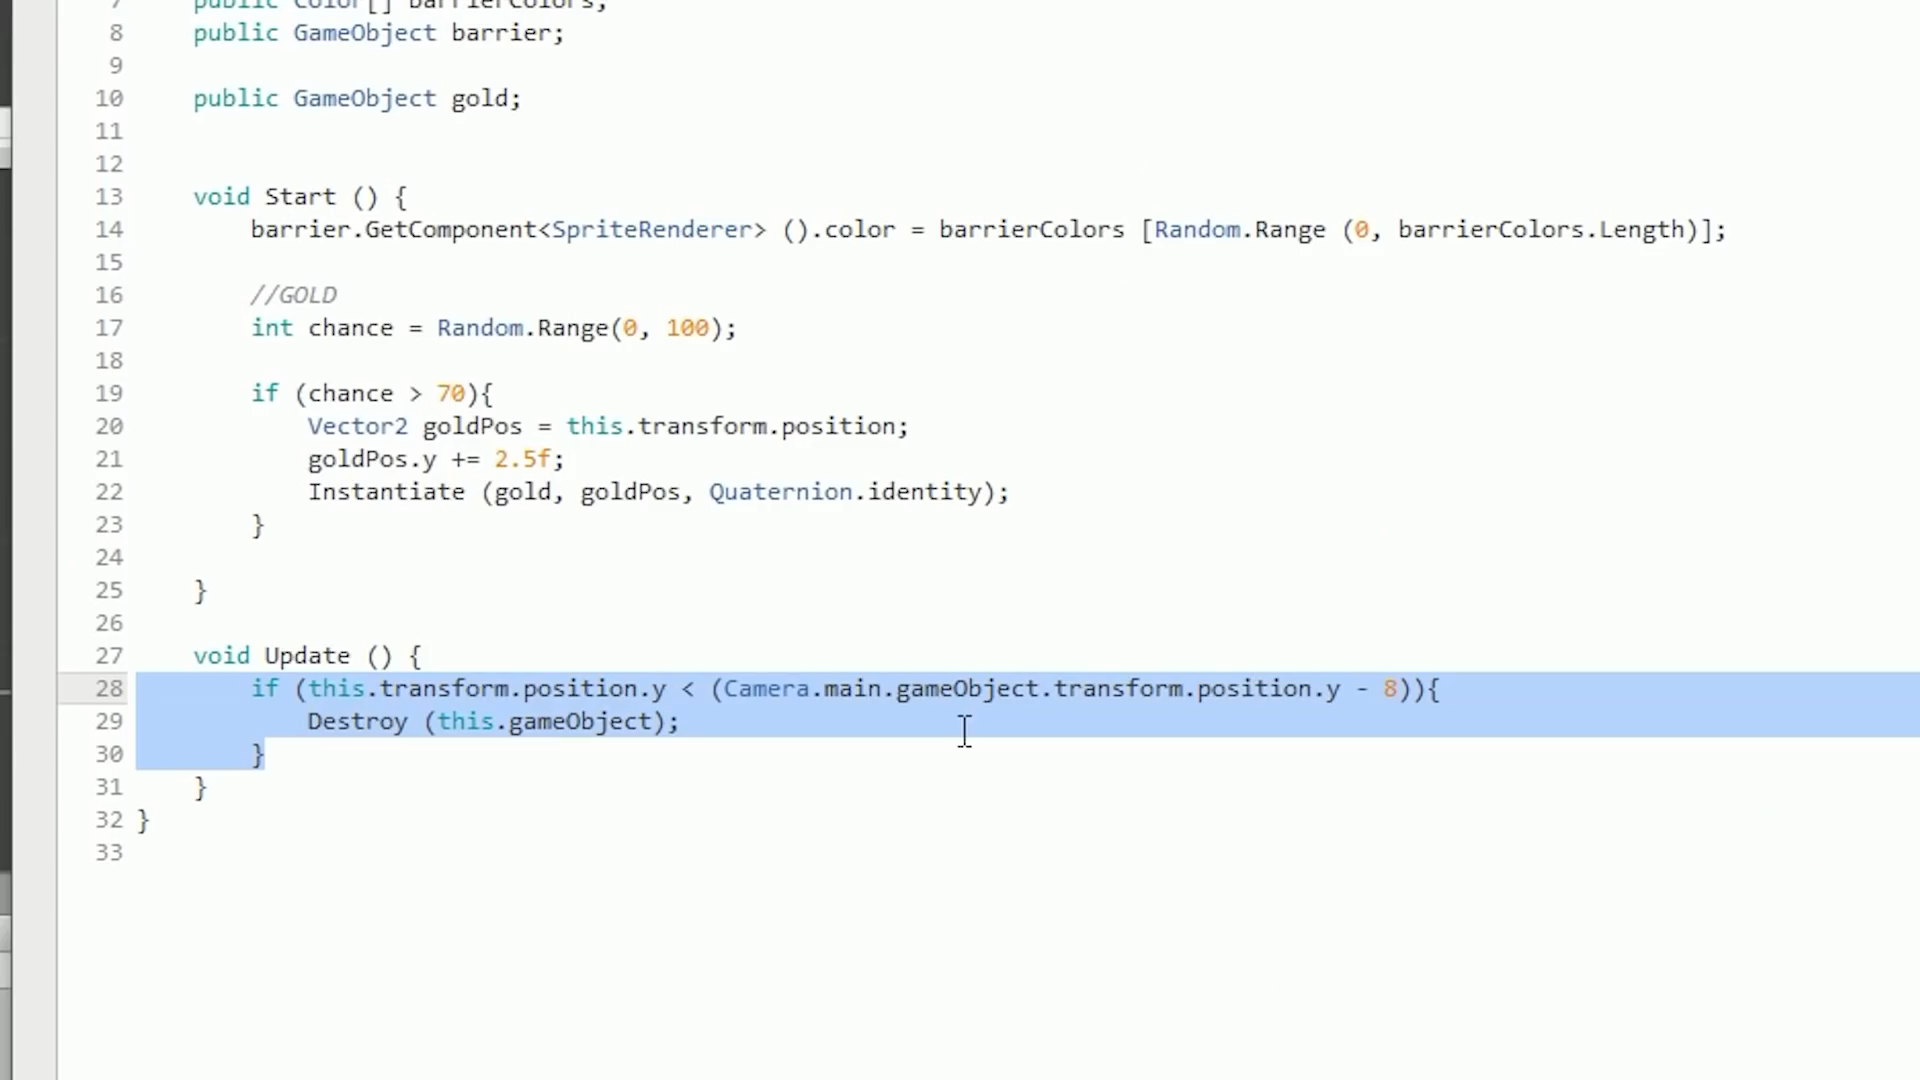 7 public Color[] barrierColors;
8 public GameObject barrier;
9
10 public GameObject gold;
11
12
13 void Start () {
14 barrier.GetComponent<SpriteRenderer> ().color = barrierColors [Random.Range (0, barrierColors.Length)];
15
16 //GOLD
17 int chance = Random.Range(0, 100);
18
19 if (chance > 70){
20 Vector2 goldPos = this.transform.position;
21 goldPos.y += 2.5f;
22 Instantiate (gold, goldPos, Quaternion.identity);
23 }
24
25 }
26
27 void Update () {
28 if (this.transform.position.y < (Camera.main.gameObject.transform.position.y - 8)){
29 Destroy (this.gameObject);
30 }
31 }
32 }
33